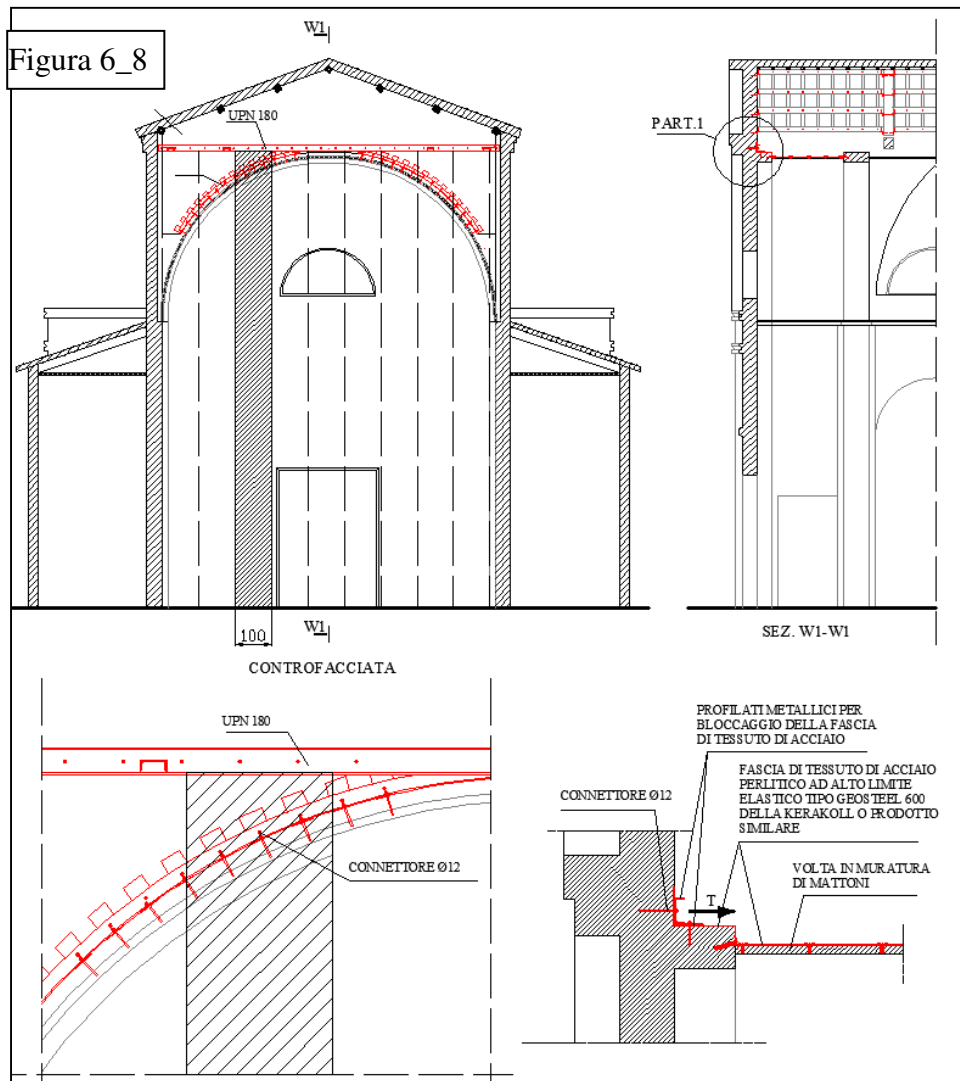 W1
Figura 6_8
UPN 180
PART.1
W1
100
SEZ. W1-W1
CONTROFACCIATA
UPN 180
CONNETTORE Ø12
PROFILATI METALLICI PER
BLOCCAGGIO DELLA FASCIA
DI TESSUTO DI ACCIAIO
FASCIA DI TESSUTO DI ACCIAIO
PERLITICO AD ALTO LIMITE
ELASTICO TIPO GEOSTEEL 600
DELLA KERAKOLL O PRODOTTO
SIMILARE
CONNETTORE Ø12
VOLTA IN MURATURA
DI MATTONI
T